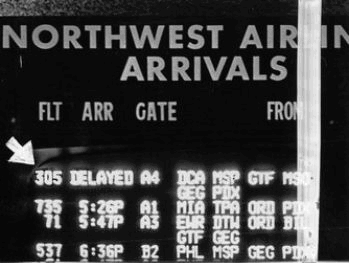 NORTHWEST AIRLIN
ARRIVALS
FLT ARR GATE FROM
305 DELAYED A4 DCA MSP GTF MSO
GEG PDX
735 5:26P A1 MIA TPA ORD PDX
71 5:47P A3 EWR DTW ORD BIL
GTF GEG
537 6:36P B2 PHL MSP GEG PDX